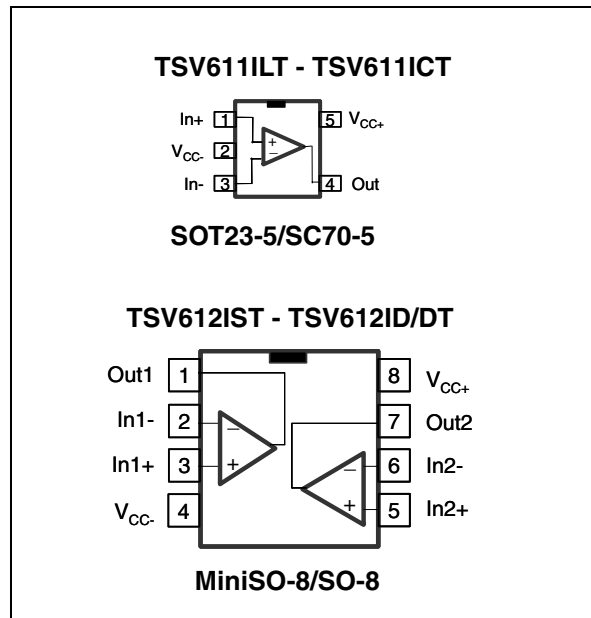 TSV611ILT - TSV611ICT
In+ 1 5 VCC+
+
VCC- 2
−
In- 3 4 Out
SOT23-5/SC70-5
TSV612IST - TSV612ID/DT
Out1 1 8 VCC+
In1- 2 − 7 Out2
In1+ 3 + − 6 In2-
VCC- 4 + 5 In2+
MiniSO-8/SO-8